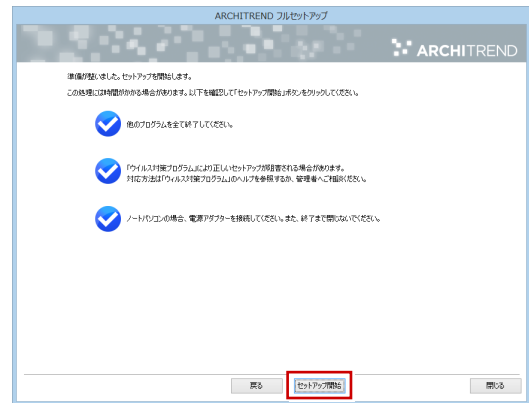 ARCHITREND フルセットアップ
ARCHITREND
準備が整いました。セットアップを開始します。
この処理には時間がかかる場合があります。以下を確認して「セットアップ開始」ボタンをクリックしてください。
他のプログラムを全て終了してください。
「ウイルス対策プログラム」により正しいセットアップが阻害される場合があります。
対応方法は「ウィルス対策プログラム」のヘルプを参照するか、管理者へご相談ください。
ノートパソコンの場合、電源アダプターを接続してください。また、終了まで閉じないでください。
戻る
セットアップ開始
閉じる